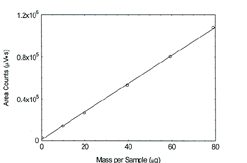 1.2x10⁶
0.8x10⁶
0.4x10⁶
0
0 20 40 60 80
Area Counts (μV•s)
Mass per Sample (μg)